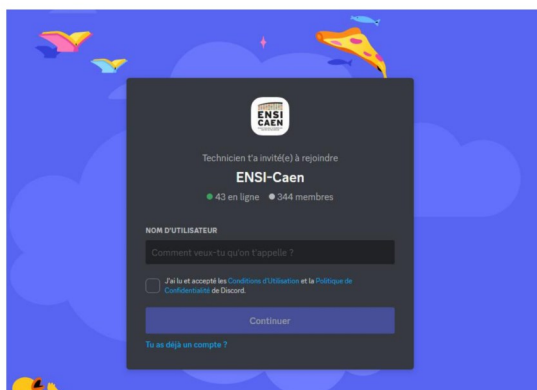 ENSI
CAEN
Technicien t'a invité(e) à rejoindre
ENSI-Caen
43 en ligne 344 membres
NOM D'UTILISATEUR
Comment veux-tu qu'on t'appelle ?
J'ai lu et accepté les Conditions d'Utilisation et la Politique de
Confidentialité de Discord.
Continuer
Tu as déjà un compte ?